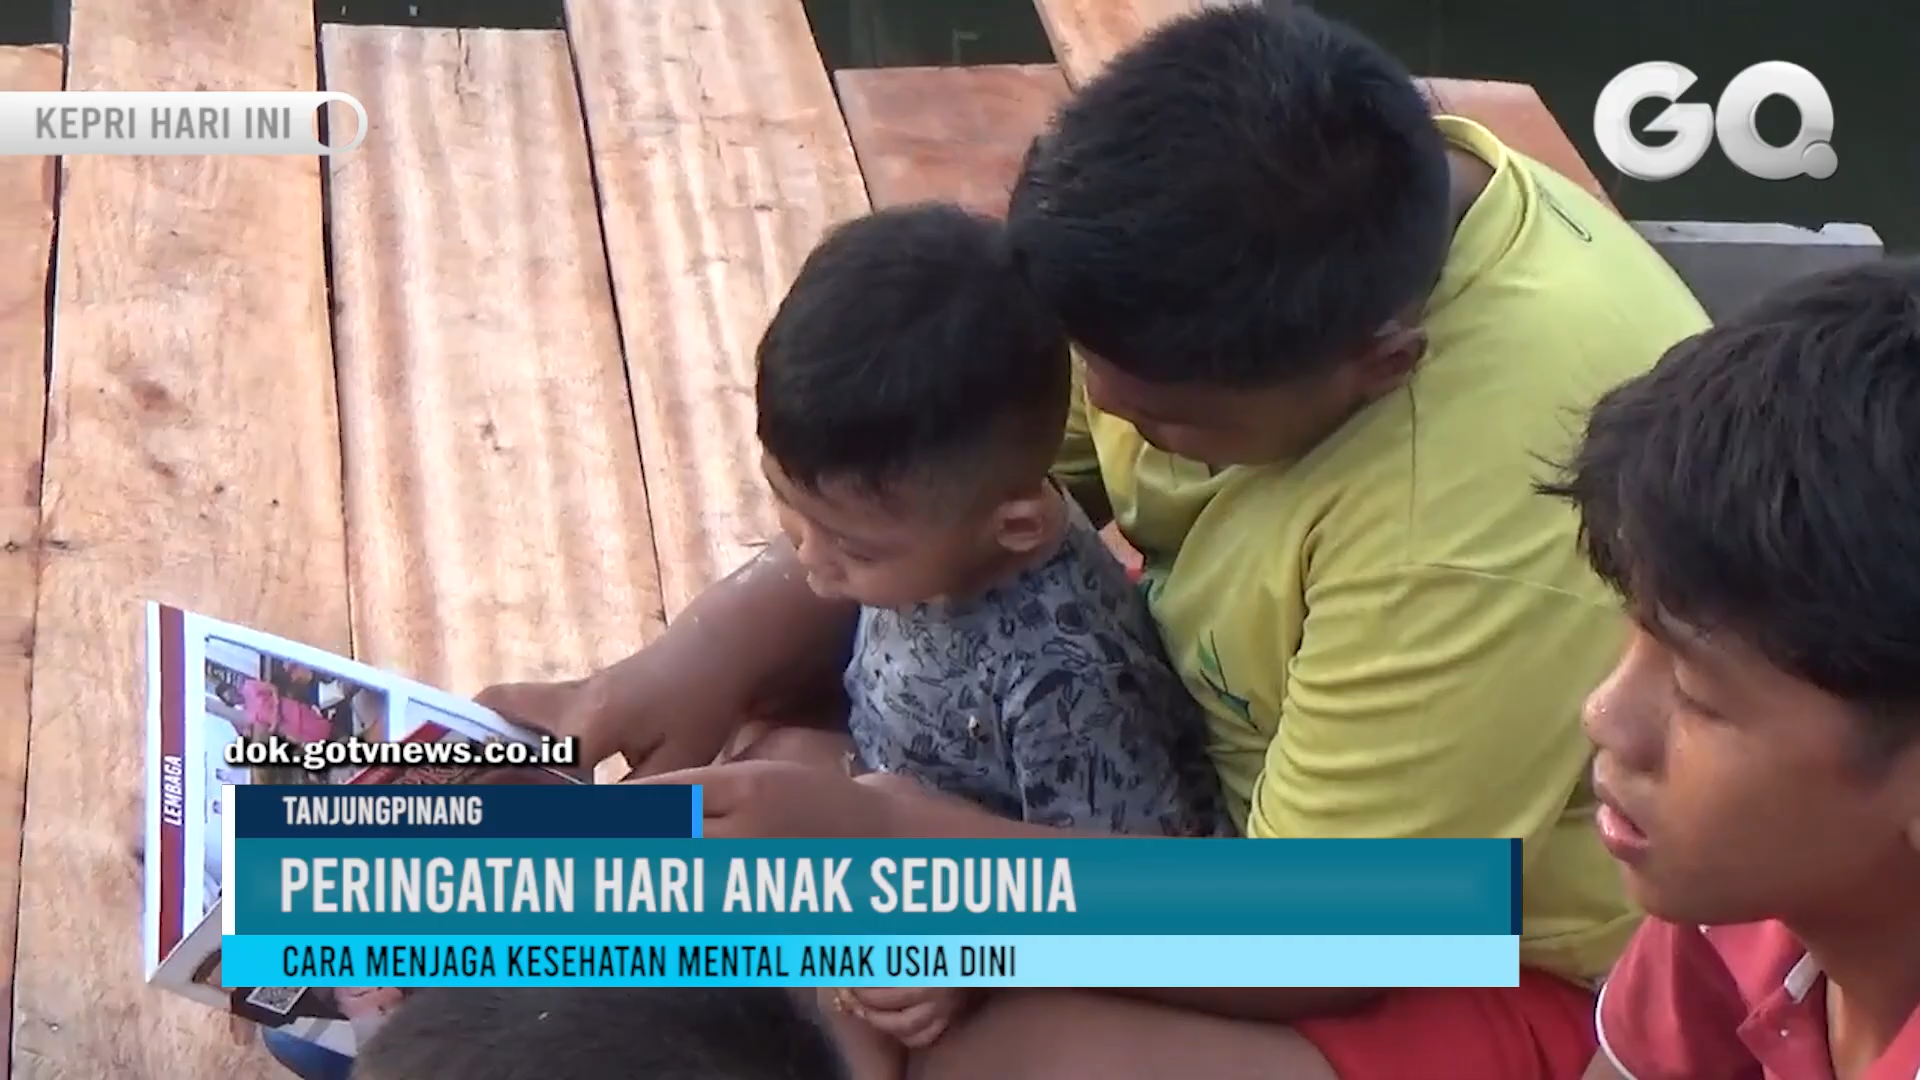 KEPRI HARI INI
GO
LEMBAGA
dok.gotvnews.co.id
TANJUNGPINANG
PERINGATAN HARI ANAK SEDUNIA
CARA MENJAGA KESEHATAN MENTAL ANAK USIA DINI